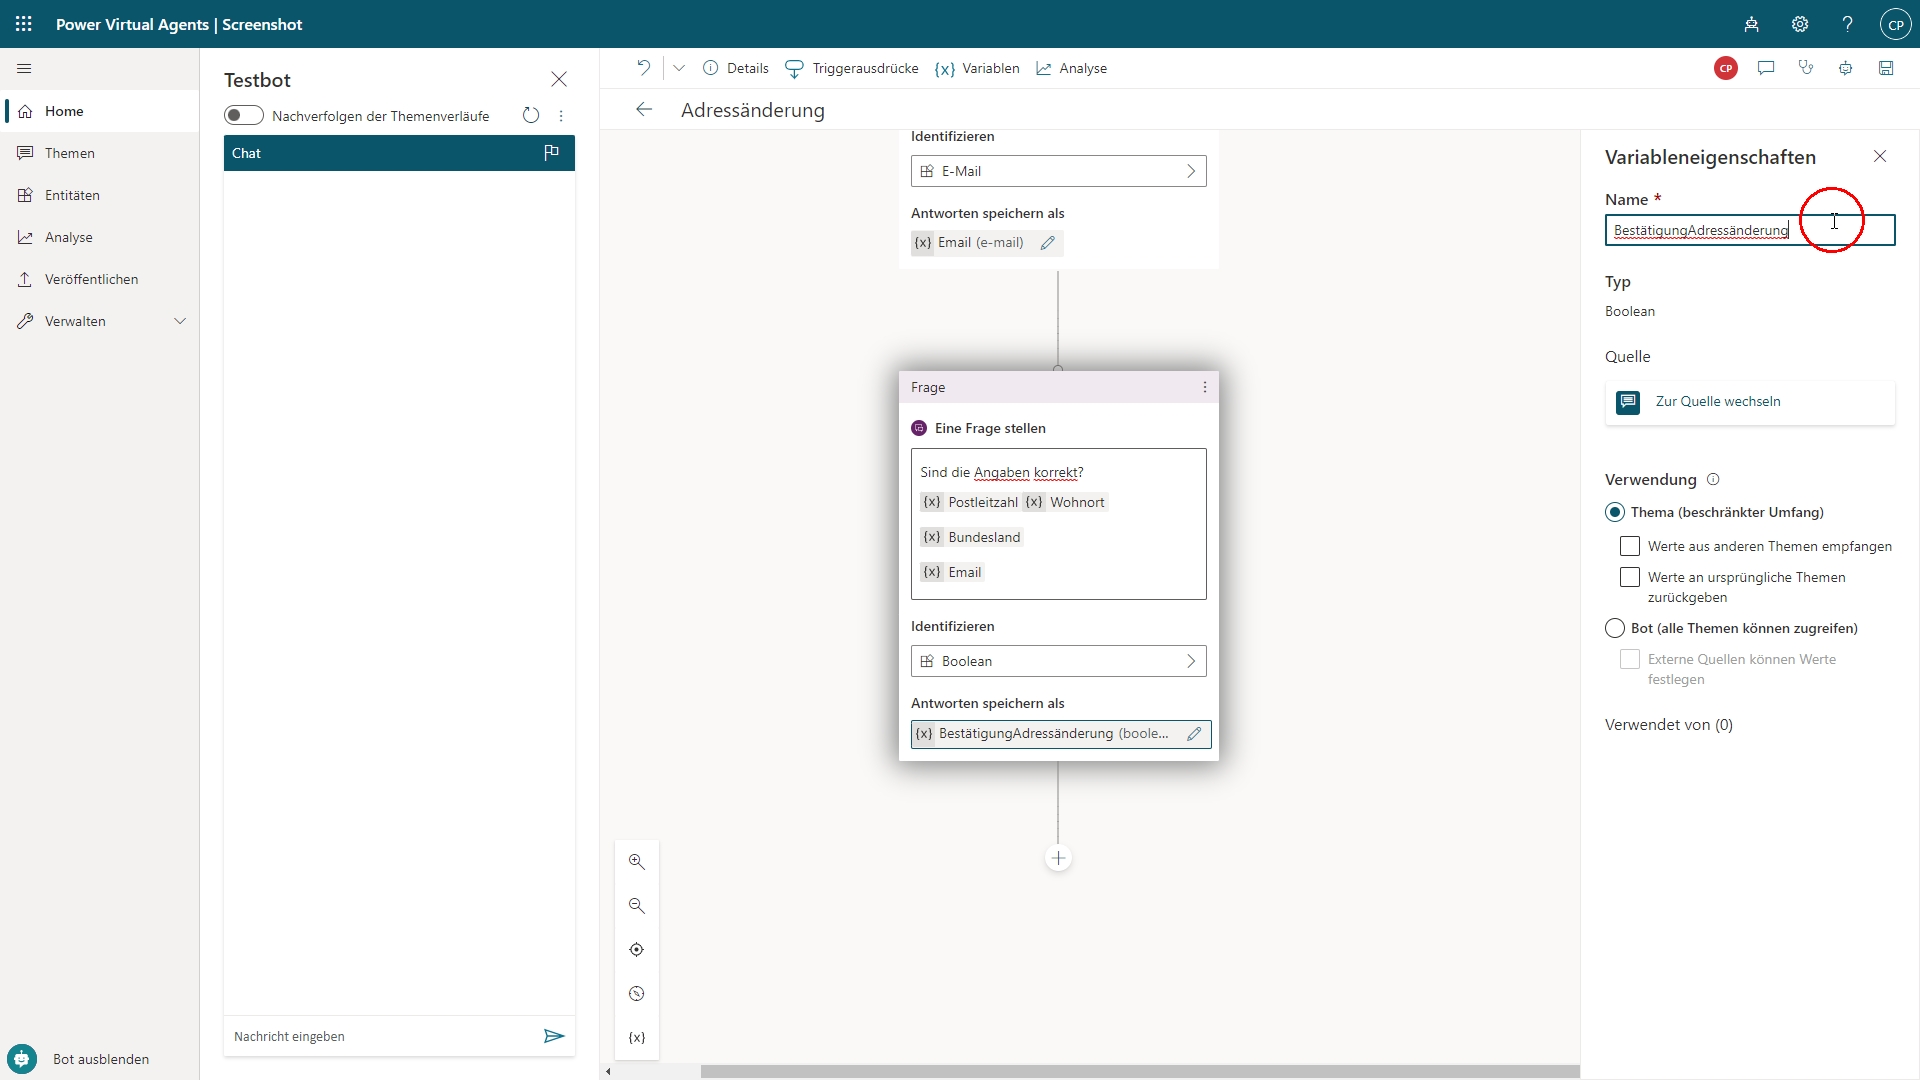 Power Virtual Agents | Screenshot
CP
Home
Themen
Entitäten
Analyse
Veröffentlichen
Verwalten
Bot ausblenden
Testbot
Nachverfolgen der Themenverläufe
Chat
Nachricht eingeben
Details
Triggerausdrücke
{x} Variablen
Analyse
CP
Adressänderung
Identifizieren
E-Mail
Antworten speichern als
{x} Email (e-mail)
Frage
Eine Frage stellen
Sind die Angaben korrekt?
{x} Postleitzahl {x} Wohnort
{x} Bundesland
{x} Email
Identifizieren
Boolean
Antworten speichern als
{x} BestätigungAdressänderung (boole...
{x}
Variableneigenschaften
Name *
BestätigungAdressänderung
Typ
Boolean
Quelle
Zur Quelle wechseln
Verwendung
Thema (beschränkter Umfang)
Werte aus anderen Themen empfangen
Werte an ursprüngliche Themen
zurückgeben
Bot (alle Themen können zugreifen)
Externe Quellen können Werte
festlegen
Verwendet von (0)